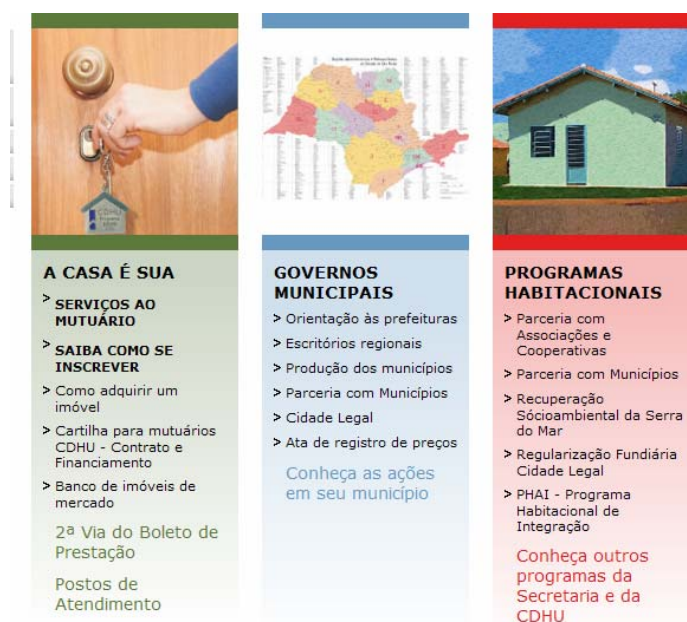 CDHU
A CASA É SUA
> SERVIÇOS AO
MUTUÁRIO
> SAIBA COMO SE
INSCREVER
> Como adquirir um
imóvel
> Cartilha para mutuários
CDHU - Contrato e
Financiamento
> Banco de imóveis de
mercado
2ª Via do Boleto de
Prestação
Postos de
Atendimento
GOVERNOS
MUNICIPAIS
> Orientação às prefeituras
> Escritórios regionais
> Produção dos municípios
> Parceria com Municípios
> Cidade Legal
> Ata de registro de preços
Conheça as ações
em seu município
PROGRAMAS
HABITACIONAIS
> Parceria com
Associações e
Cooperativas
> Parceria com Municípios
> Recuperação
Sócioambiental da Serra
do Mar
> Regularização Fundiária
Cidade Legal
> PHAI - Programa
Habitacional de
Integração
Conheça outros
programas da
Secretaria e da
CDHU